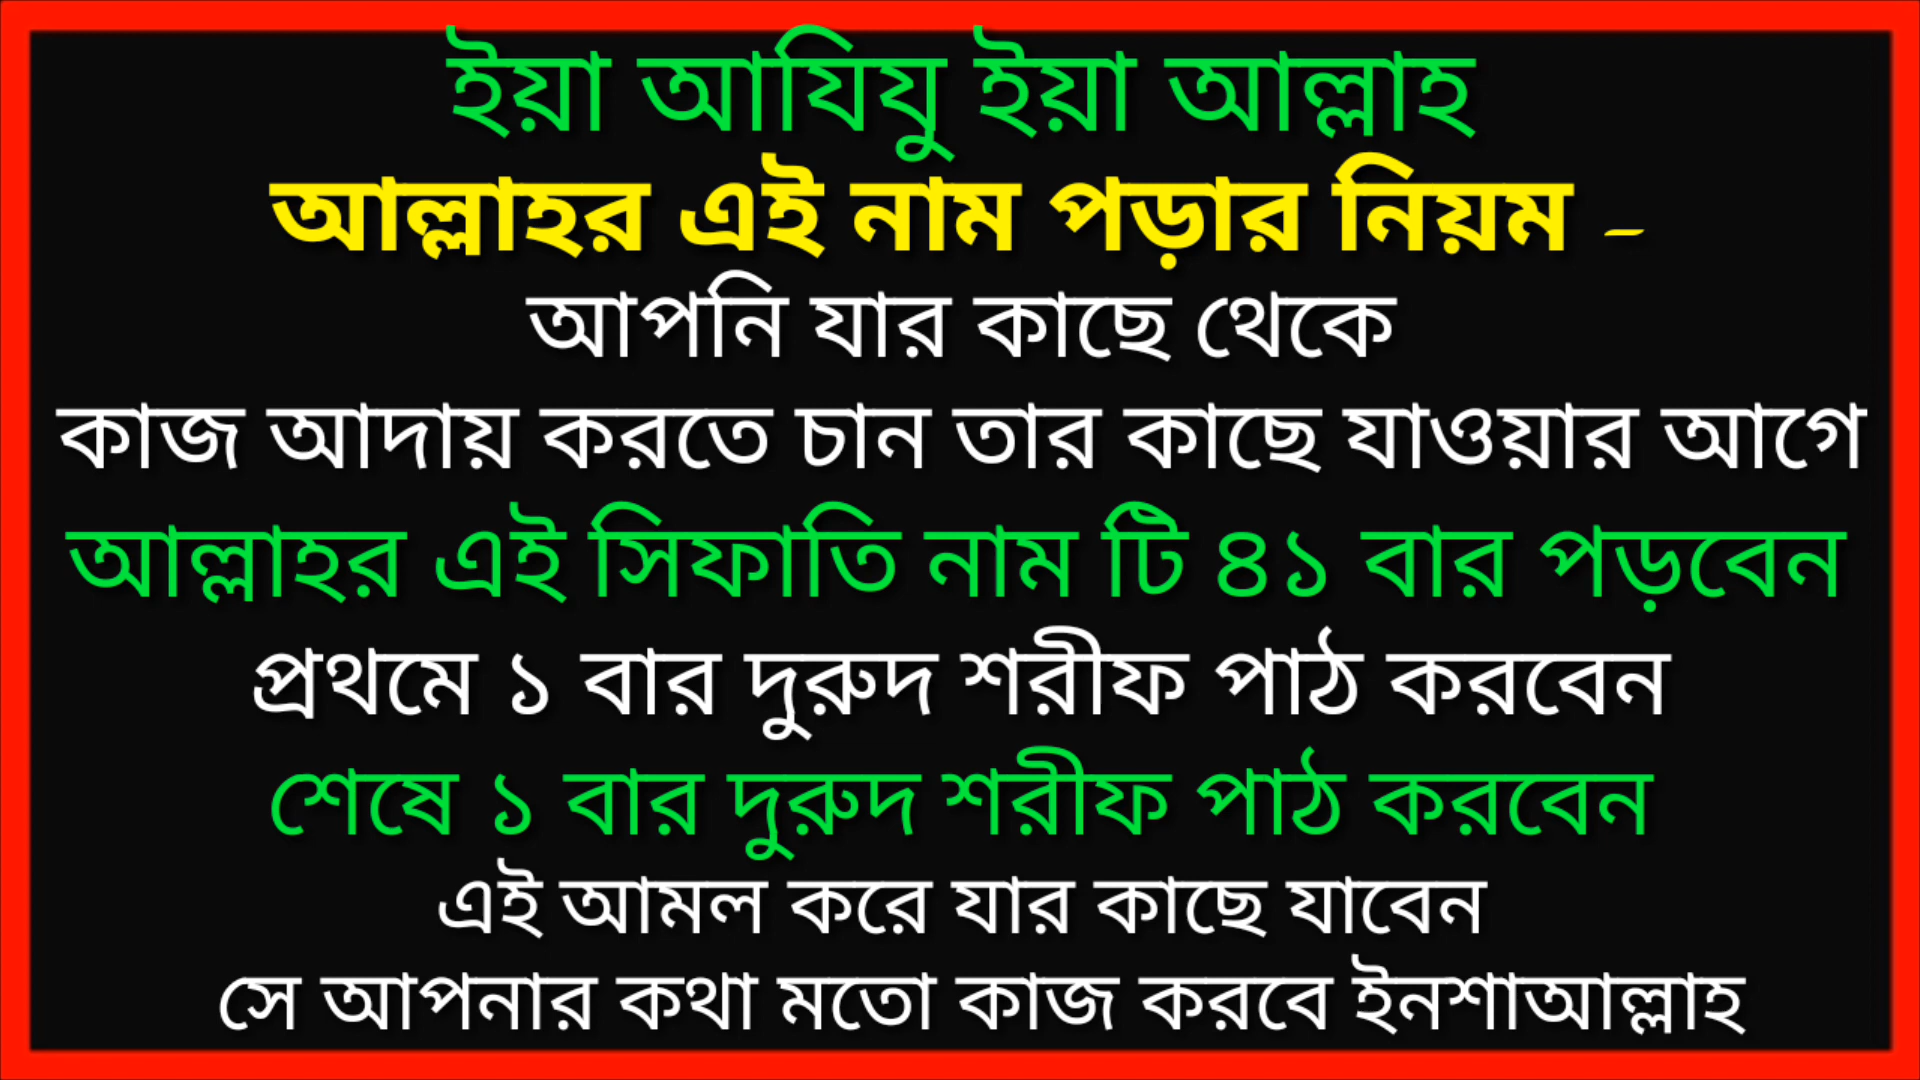 ইয়া আযিযু ইয়া আল্লাহ
আল্লাহর এই নাম পড়ার নিয়ম -
আপনি যার কাছে থেকে
কাজ আদায় করতে চান তার কাছে যাওয়ার আগে
আল্লাহর এই সিফাতি নাম টি ৪১ বার পড়বেন
প্রথমে ১ বার দুরুদ শরীফ পাঠ করবেন
শেষে ১ বার দুরুদ শরীফ পাঠ করবেন
এই আমল করে যার কাছে যাবেন
সে আপনার কথা মতো কাজ করবে ইনশাআল্লাহ